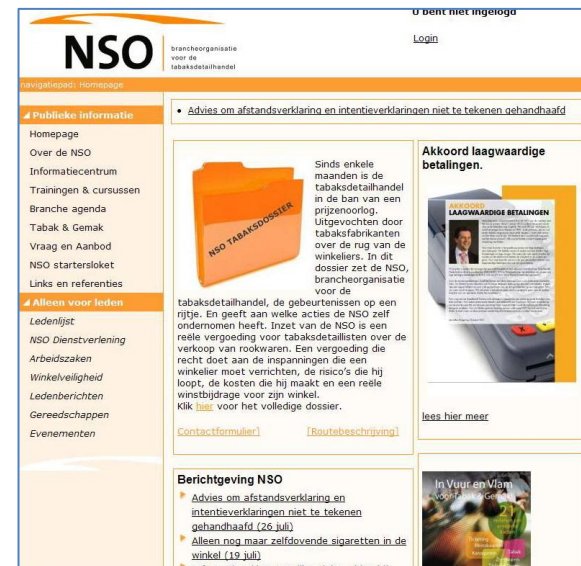 U bent niet ingelogd
Login
NSO
brancheorganisatie
voor de
tabaksdetailhandel
navigatiepad: Homepage
Publieke informatie
Homepage
Over de NSO
Informatiecentrum
Trainingen & cursussen
Branche agenda
Tabak & Gemak
Vraag en Aanbod
NSO startersloket
Links en referenties
Alleen voor leden
Ledenlijst
NSO Dienstverlening
Arbeidszaken
Winkelveiligheid
Ledenberichten
Gereedschappen
Evenementen
• Advies om afstandsverklaring en intentieverklaringen niet te tekenen gehandhaafd
NSO TABAKSDOSSIER
Sinds enkele
maanden is de
tabaksdetailhandel
in de ban van een
prijzenoorlog.
Uitgevochten door
tabaksfabrikanten
over de rug van de
winkeliers. In dit
dossier zet de NSO,
brancheorganisatie
voor de
tabaksdetailhandel, de gebeurtenissen op een
rijtje. En geeft aan welke acties de NSO zelf
ondernomen heeft. Inzet van de NSO is een
reële vergoeding voor tabaksdetaillisten over de
verkoop van rookwaren. Een vergoeding die
recht doet aan de inspanningen die een
winkelier moet verrichten, de risico's die hij
loopt, de kosten die hij maakt en een reële
winstbijdrage voor zijn winkel.
Klik hier voor het volledige dossier.
Contactformulier] [Routebeschrijving]
Berichtgeving NSO
Advies om afstandsverklaring en
intentieverklaringen niet te tekenen
gehandhaafd (26 juli)
Alleen nog maar zelfdovende sigaretten in de
winkel (19 juli)
Akkoord laagwaardige
betalingen.
AKKOORD
LAAGWAARDIGE BETALINGEN
lees hier meer
In Vuur en Vlam
voor Tabak & Gemak
21
Tabak